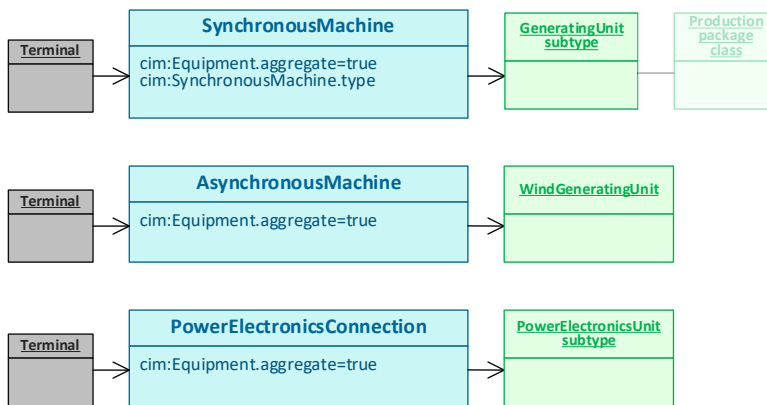 Terminal
SynchronousMachine
cim:Equipment.aggregate=true
cim:SynchronousMachine.type
GeneratingUnit
subtype
Production
package
class
Terminal
AsynchronousMachine
cim:Equipment.aggregate=true
WindGeneratingUnit
Terminal
PowerElectronicsConnection
cim:Equipment.aggregate=true
PowerElectronicsUnit
subtype